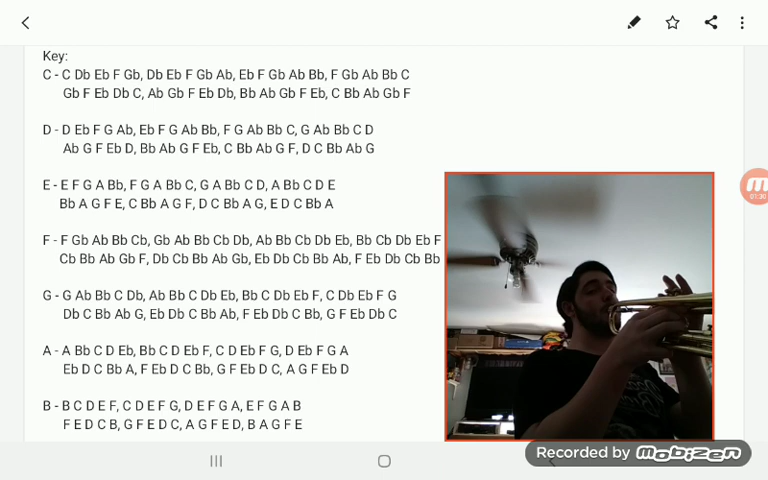 Key:
C - C Db Eb F Gb, Db Eb F Gb Ab, Eb F Gb Ab Bb, F Gb Ab Bb C
Gb F Eb Db C, Ab Gb F Eb Db, Bb Ab Gb F Eb, C Bb Ab Gb F
D - D Eb F G Ab, Eb F G Ab Bb, F G Ab Bb C, G Ab Bb C D
Ab G F Eb D, Bb Ab G F Eb, C Bb Ab G F, D C Bb Ab G
E - E F G A Bb, F G A Bb C, G A Bb C D, A Bb C D E
Bb A G F E, C Bb A G F, D C Bb A G, E D C Bb A
F - F Gb Ab Bb Cb, Gb Ab Bb Cb Db, Ab Bb Cb Db Eb, Bb Cb Db Eb F
Cb Bb Ab Gb F, Db Cb Bb Ab Gb, Eb Db Cb Bb Ab, F Eb Db Cb Bb
G - G Ab Bb C Db, Ab Bb C Db Eb, Bb C Db Eb F, C Db Eb F G
Db C Bb Ab G, Eb Db C Bb Ab, F Eb Db C Bb, G F Eb Db C
A - A Bb C D Eb, Bb C D Eb F, C D Eb F G, D Eb F G A
Eb D C Bb A, F Eb D C Bb, G F Eb D C, A G F Eb D
B - B C D E F, C D E F G, D E F G A, E F G A B
F E D C B, G F E D C, A G F E D, B A G F E
M
01:30
Recorded by mobizen